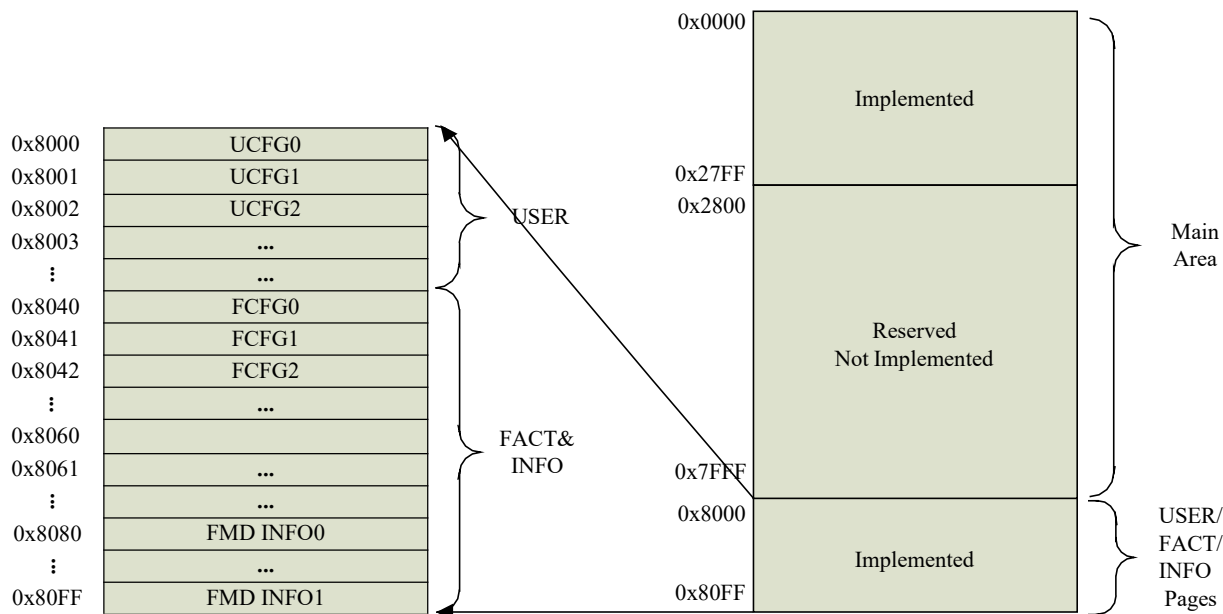 0x8000 UCFG0
0x8001 UCFG1
0x8002 UCFG2
0x8003 ...
⋮ ...
0x8040 FCFG0
0x8041 FCFG1
0x8042 FCFG2
⋮ ...
0x8060
0x8061 ...
⋮ ...
0x8080 FMD INFO0
⋮ ...
0x80FF FMD INFO1
USER
FACT&
INFO
0x0000
Implemented
0x27FF
0x2800
Reserved
Not Implemented
0x7FFF
0x8000
Implemented
0x80FF
Main
Area
USER/
FACT/
INFO
Pages